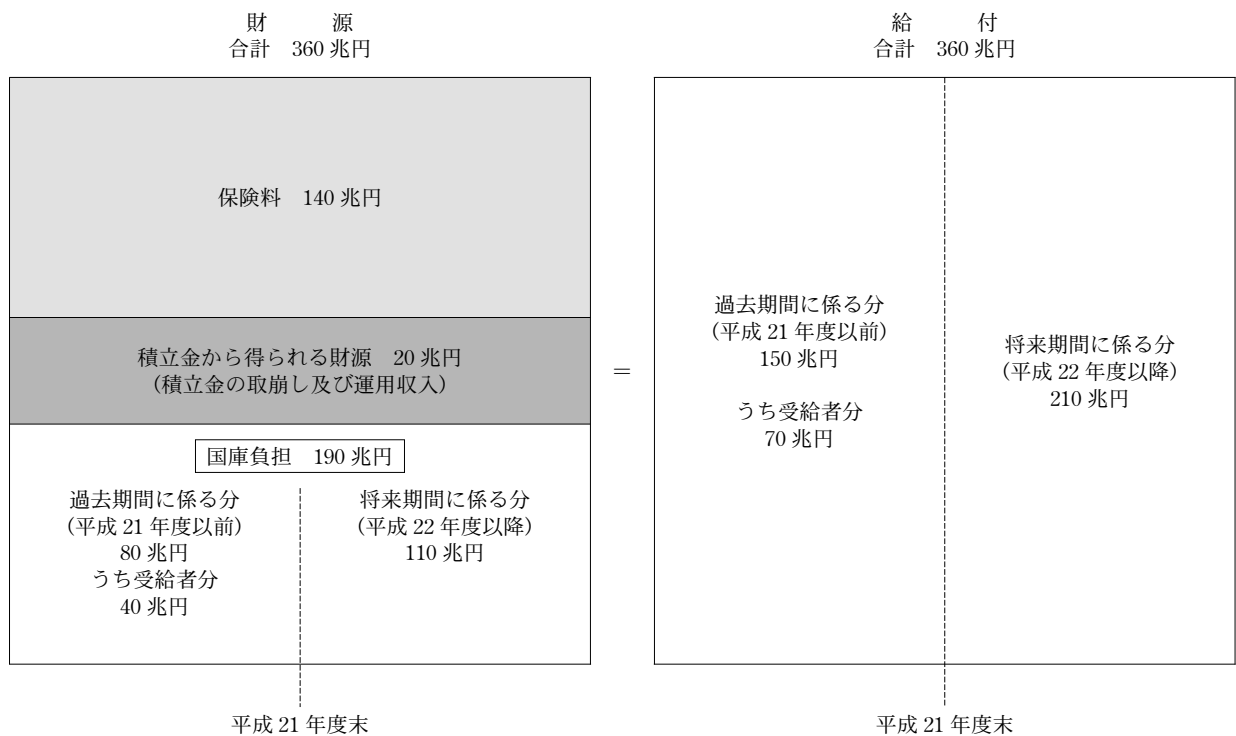 財　源
合計　360 兆円
保険料　140 兆円
積立金から得られる財源　20 兆円
（積立金の取崩し及び運用収入）
国庫負担　190 兆円
過去期間に係る分
（平成 21 年度以前）
80 兆円
うち受給者分
40 兆円
将来期間に係る分
（平成 22 年度以降）
110 兆円
平成 21 年度末
＝
給　付
合計　360 兆円
過去期間に係る分
（平成 21 年度以前）
150 兆円
うち受給者分
70 兆円
将来期間に係る分
（平成 22 年度以降）
210 兆円
平成 21 年度末